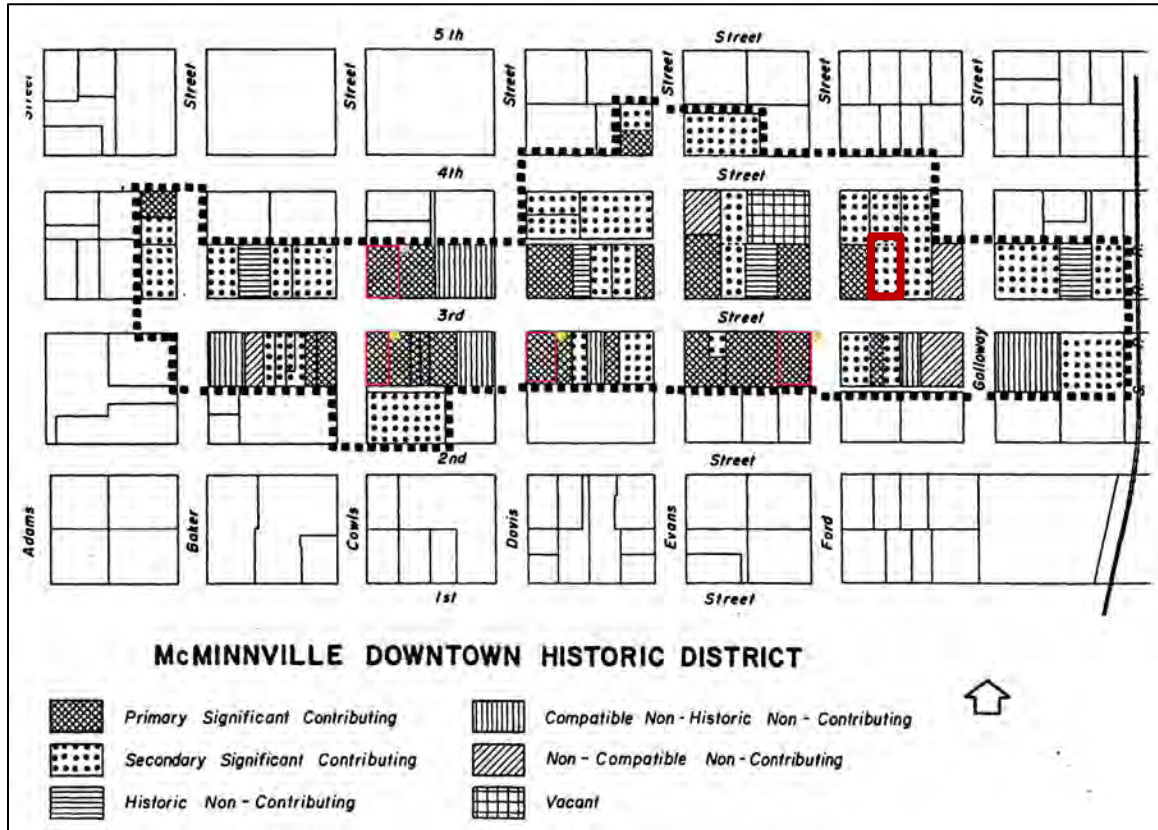 5th Street
Street
Street
Street
Street
Street
Street
4th Street
3rd Street
Galloway
2nd Street
Adams
Baker
Cowls
Davis
Evans
Ford
1st Street
McMINNVILLE DOWNTOWN HISTORIC DISTRICT
Primary Significant Contributing
Compatible Non-Historic Non-Contributing
Secondary Significant Contributing
Non-Compatible Non-Contributing
Historic Non-Contributing
Vacant